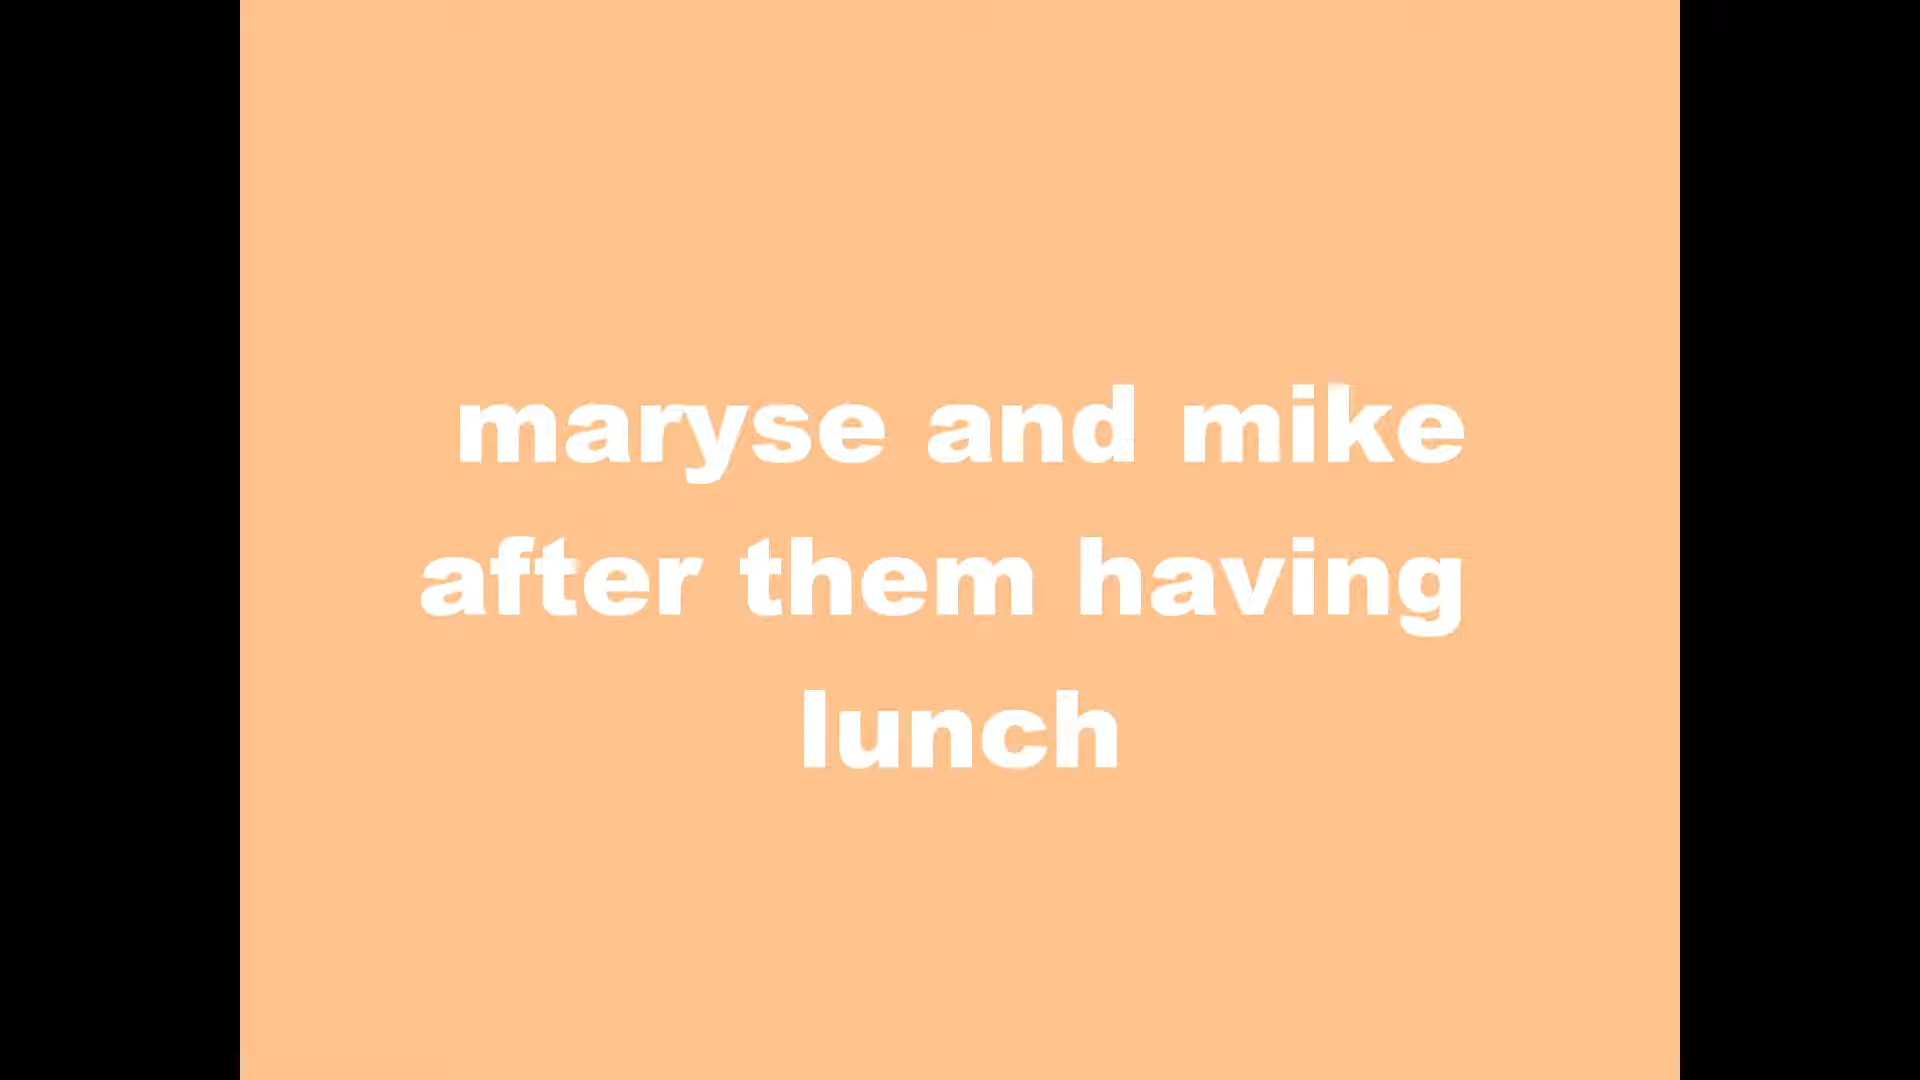 maryse and mike
after them having
lunch